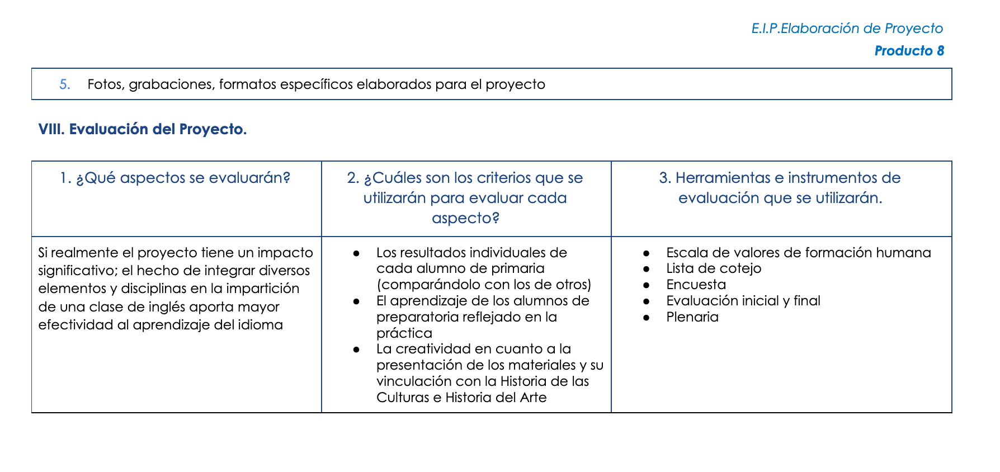 E.I.P.Elaboración de Proyecto
Producto 8
5. Fotos, grabaciones, formatos específicos elaborados para el proyecto
VIII. Evaluación del Proyecto.
1. ¿Qué aspectos se evaluarán?
2. ¿Cuáles son los criterios que se
utilizarán para evaluar cada
aspecto?
3. Herramientas e instrumentos de
evaluación que se utilizarán.
Si realmente el proyecto tiene un impacto
significativo; el hecho de integrar diversos
elementos y disciplinas en la impartición
de una clase de inglés aporta mayor
efectividad al aprendizaje del idioma
● Los resultados individuales de
cada alumno de primaria
(comparándolo con los de otros)
● El aprendizaje de los alumnos de
preparatoria reflejado en la
práctica
● La creatividad en cuanto a la
presentación de los materiales y su
vinculación con la Historia de las
Culturas e Historia del Arte
● Escala de valores de formación humana
● Lista de cotejo
● Encuesta
● Evaluación inicial y final
● Plenaria